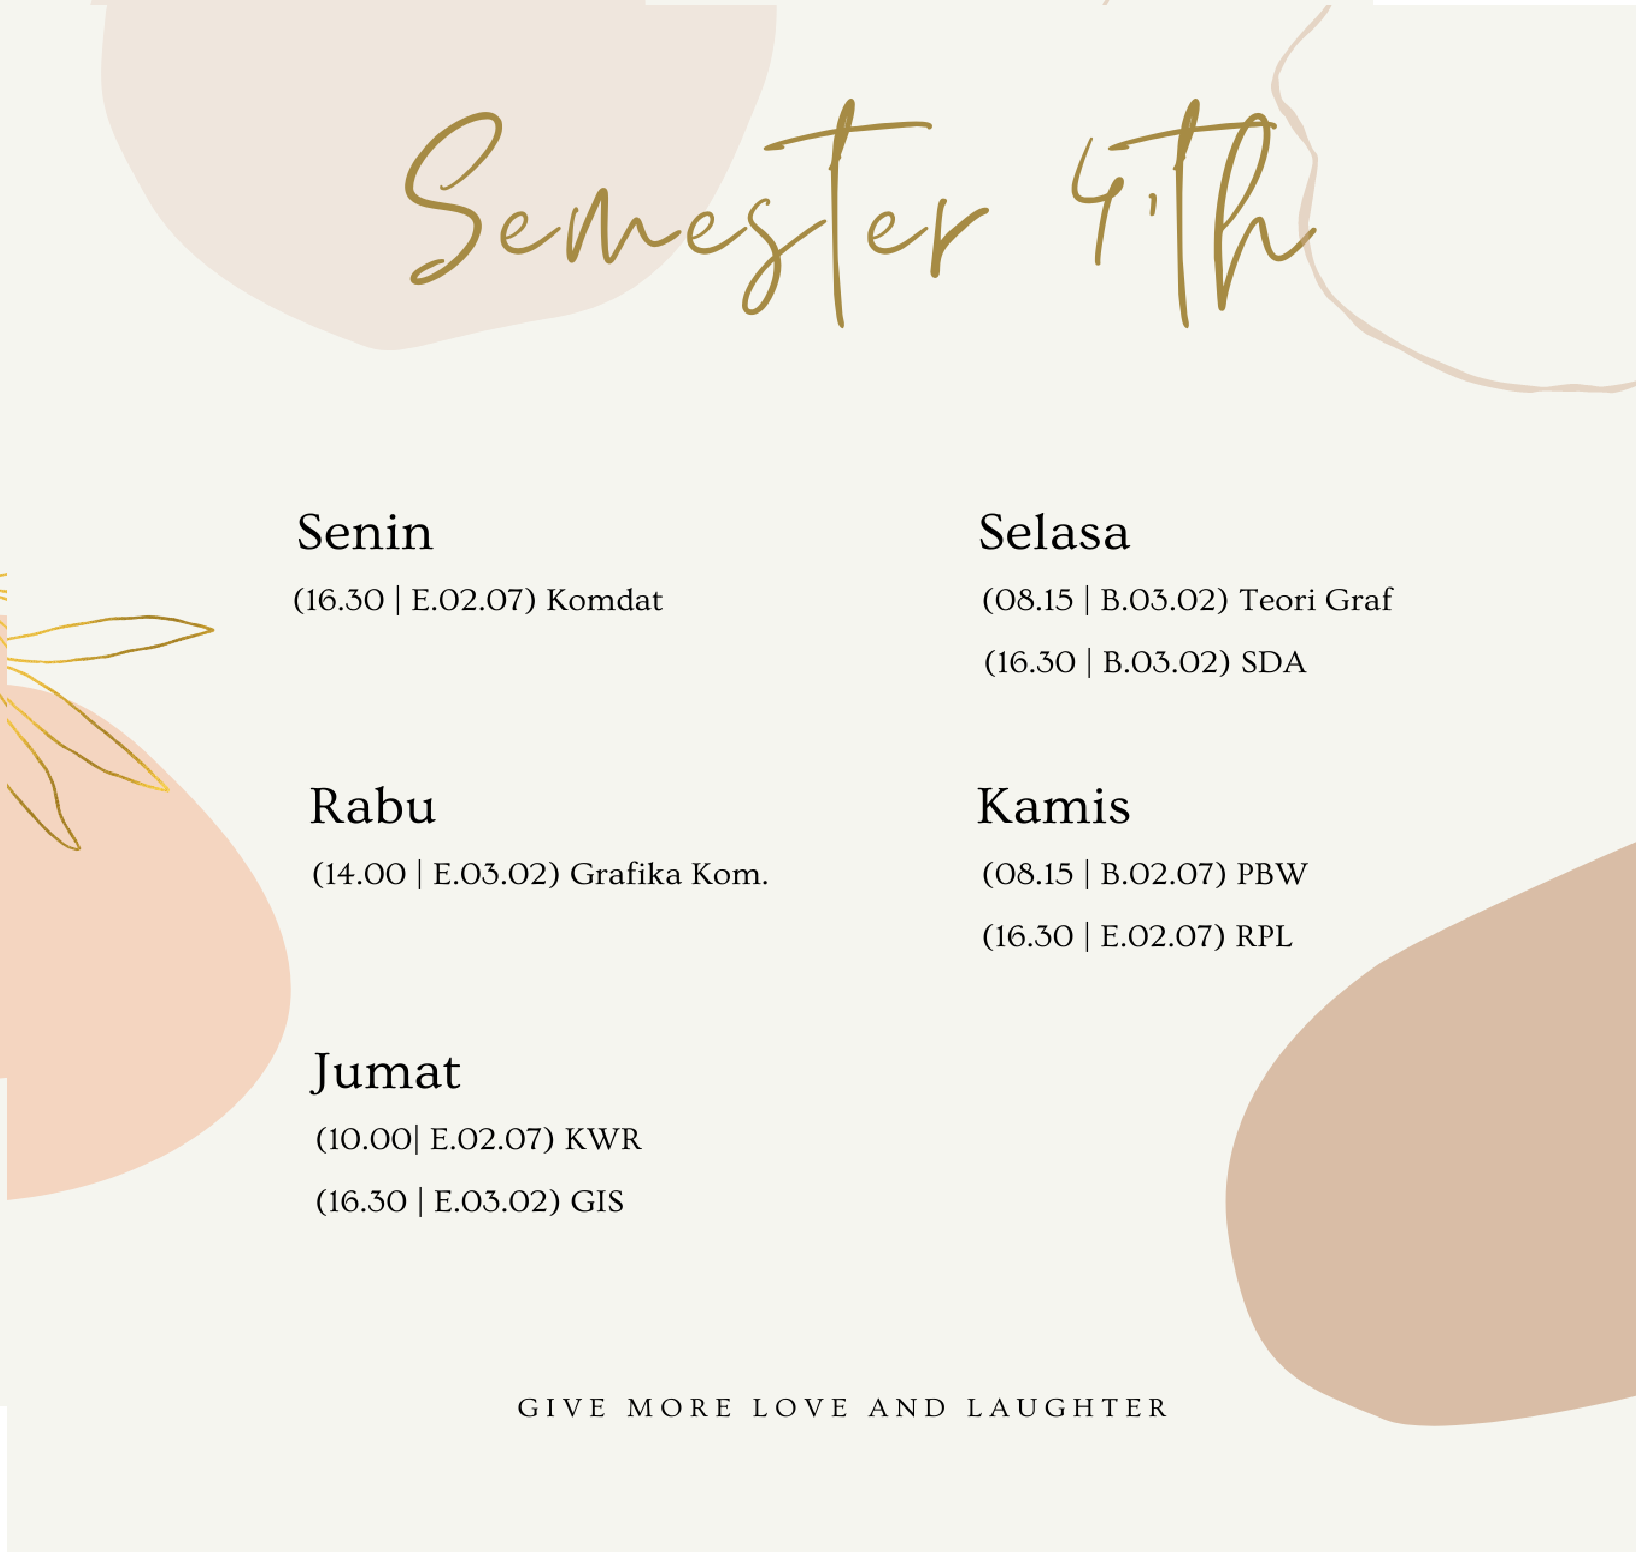 Semester 4'th
Senin
(16.30 | E.02.07) Komdat
Selasa
(08.15 | B.03.02) Teori Graf
(16.30 | B.03.02) SDA
Rabu
(14.00 | E.03.02) Grafika Kom.
Kamis
(08.15 | B.02.07) PBW
(16.30 | E.02.07) RPL
Jumat
(10.00| E.02.07) KWR
(16.30 | E.03.02) GIS
GIVE MORE LOVE AND LAUGHTER